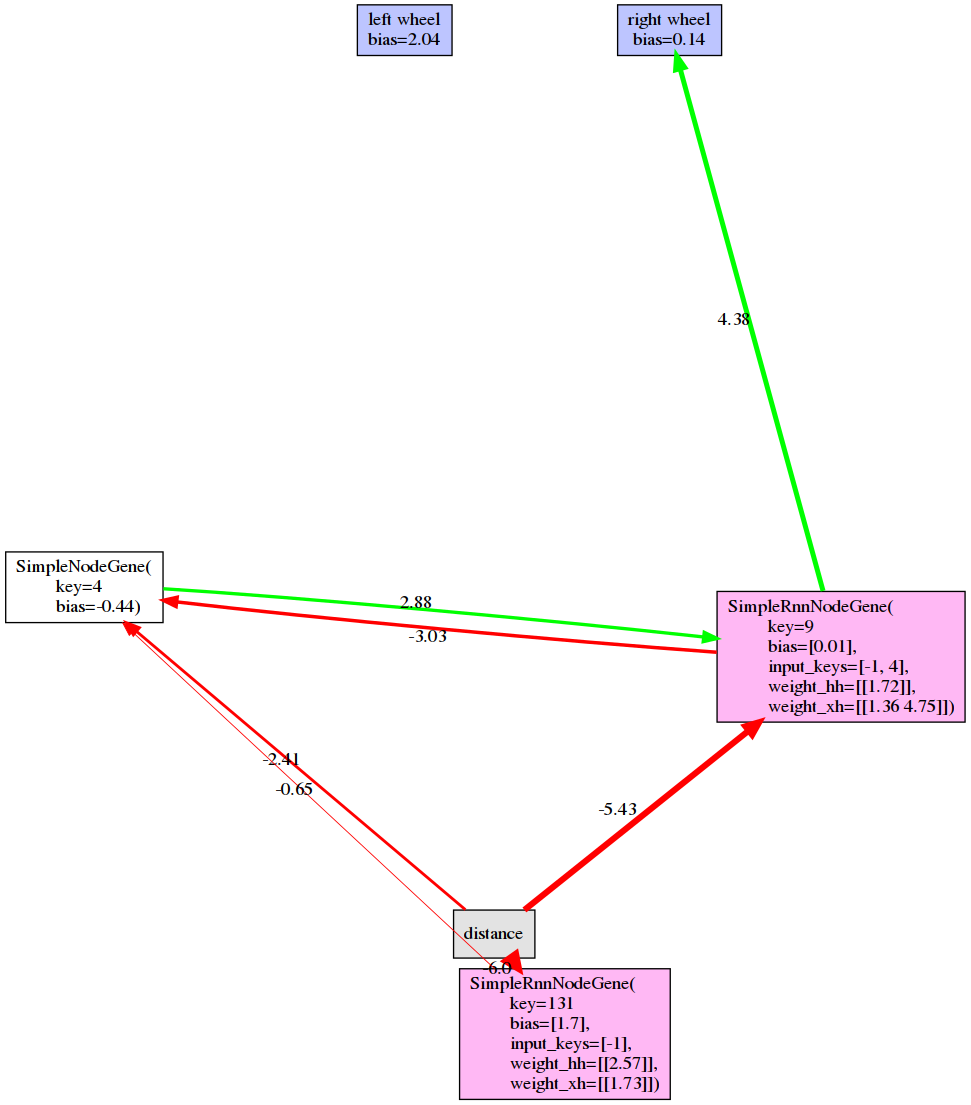 left wheel
bias=2.04
right wheel
bias=0.14
4.38
SimpleNodeGene(
key=4
bias=-0.44)
2.88
-3.03
SimpleRnnNodeGene(
key=9
bias=[0.01],
input_keys=[-1, 4],
weight_hh=[[1.72]],
weight_xh=[[1.36 4.75]])
-2.41
-0.65
-5.43
distance
-6.0
SimpleRnnNodeGene(
key=131
bias=[1.7],
input_keys=[-1],
weight_hh=[[2.57]],
weight_xh=[[1.73]])